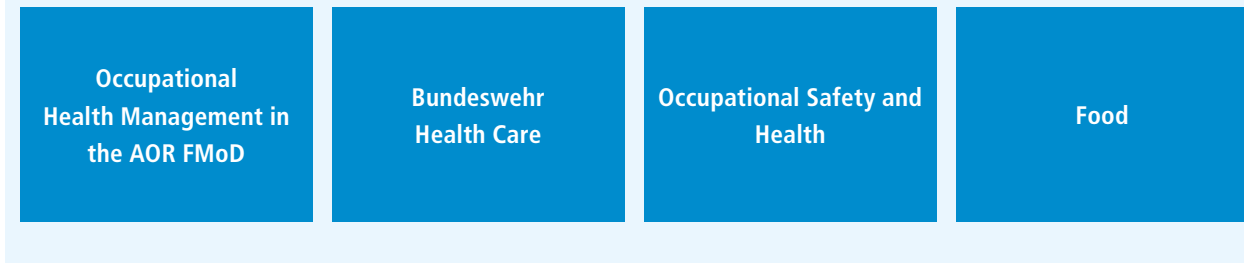 Occupational
Health Management in
the AOR FMoD
Bundeswehr
Health Care
Occupational Safety and
Health
Food